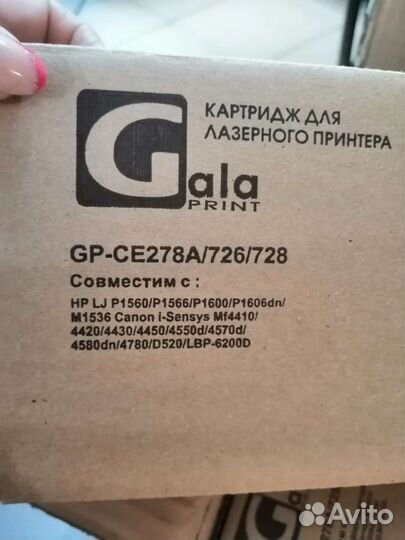 КАРТРИДЖ ДЛЯ
ЛАЗЕРНОГО ПРИНТЕРА
Gala
PRINT
GP-CE278A/726/728
Совместим с :
HP LJ P1560/P1566/P1600/P1606dn/
M1536 Canon i-Sensys Mf4410/
4420/4430/4450/4550d/4570d/
4580dn/4780/D520/LBP-6200D
Gala
Avito